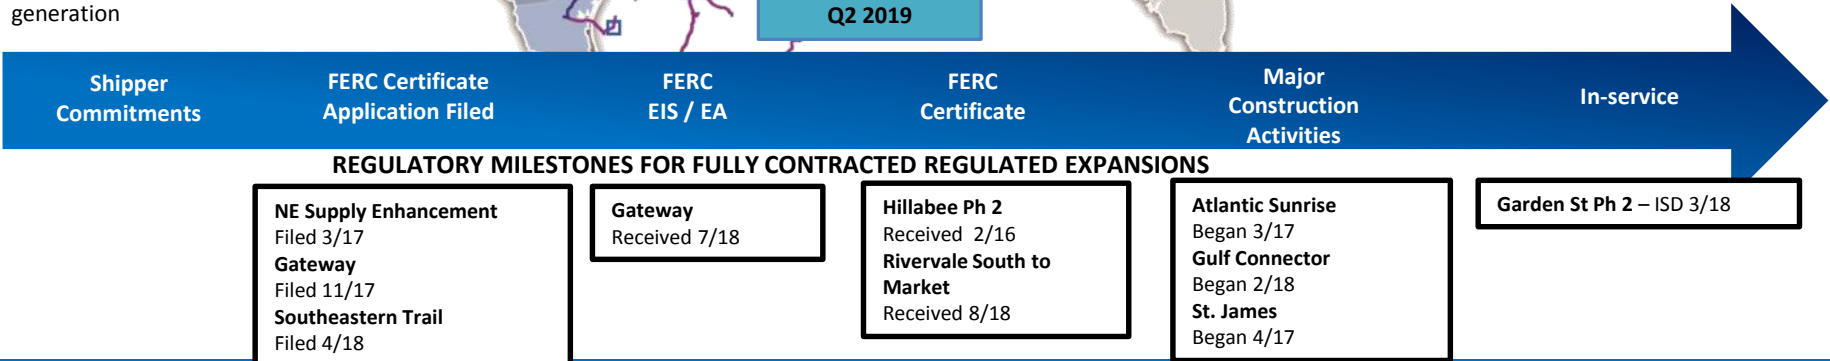 generation
Q2 2019
Shipper
Commitments
FERC Certificate
Application Filed
FERC
EIS / EA
FERC
Certificate
Major
Construction
Activities
In-service
REGULATORY MILESTONES FOR FULLY CONTRACTED REGULATED EXPANSIONS
NE Supply Enhancement
Filed 3/17
Gateway
Filed 11/17
Southeastern Trail
Filed 4/18
Gateway
Received 7/18
Hillabee Ph 2
Received 2/16
Rivervale South to
Market
Received 8/18
Atlantic Sunrise
Began 3/17
Gulf Connector
Began 2/18
St. James
Began 4/17
Garden St Ph 2 – ISD 3/18